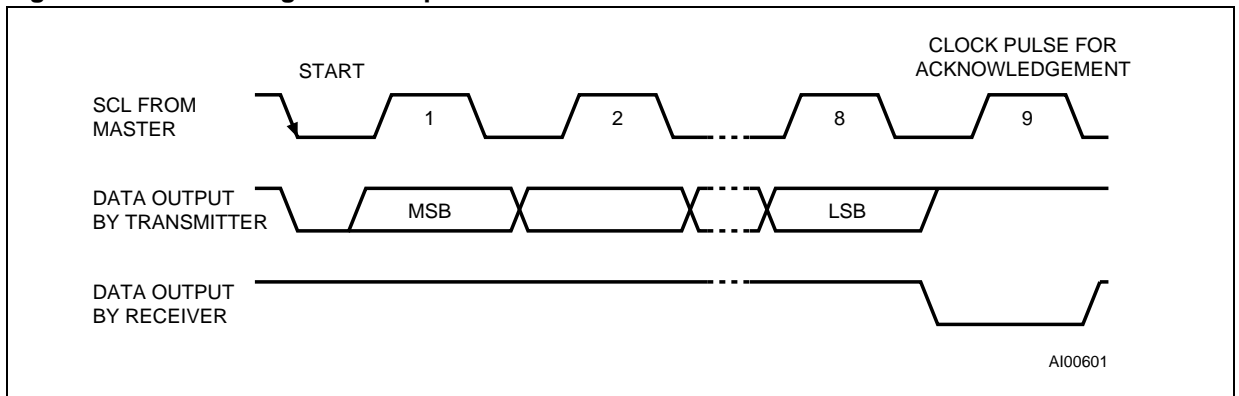 START
CLOCK PULSE FOR
ACKNOWLEDGEMENT
SCL FROM
MASTER
1
2
8
9
DATA OUTPUT
BY TRANSMITTER
MSB
LSB
DATA OUTPUT
BY RECEIVER
AI00601